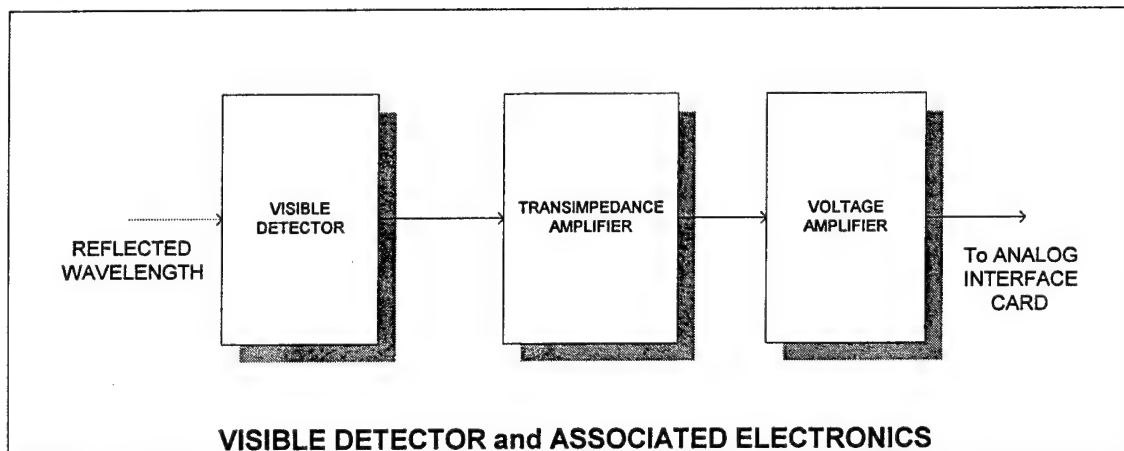 VISIBLE
DETECTOR
TRANSIMPEDANCE
AMPLIFIER
VOLTAGE
AMPLIFIER
REFLECTED
WAVELENGTH
To ANALOG
INTERFACE
CARD
VISIBLE DETECTOR and ASSOCIATED ELECTRONICS